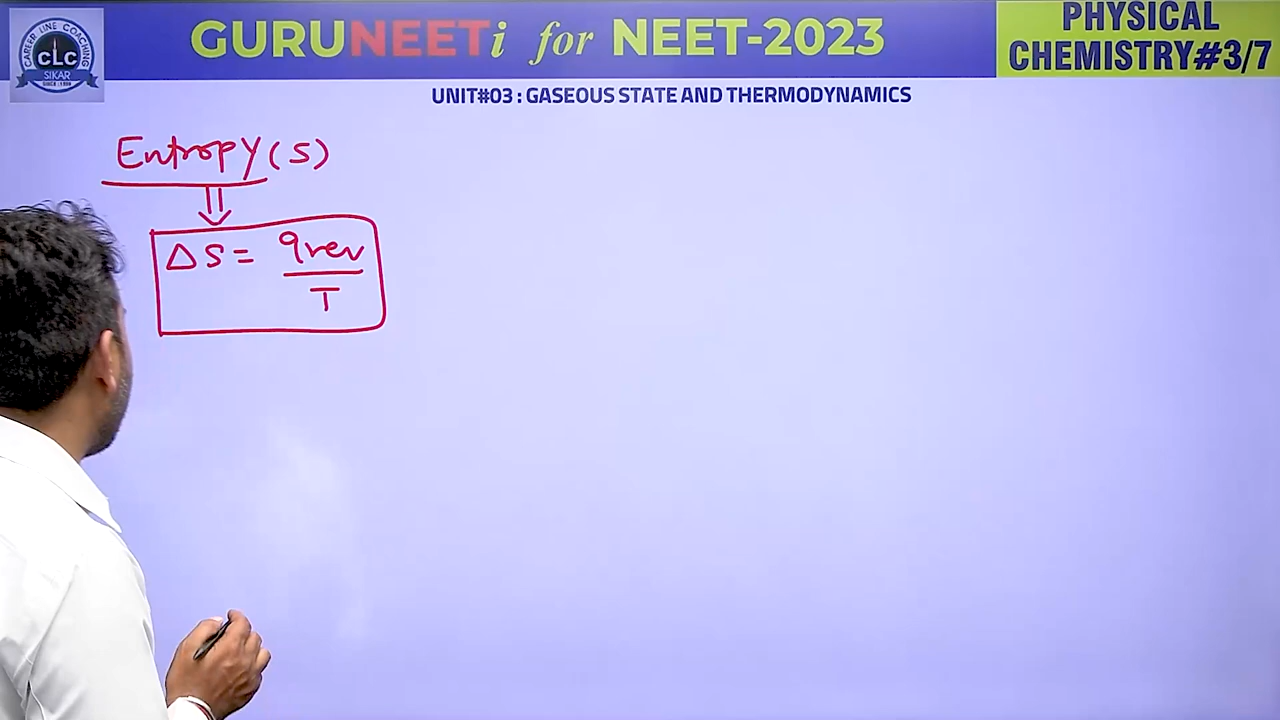 GURUNEETi for NEET-2023
PHYSICAL
CHEMISTRY#3/7
CAREER LINE COACHING
CLC
SIKAR
SINCE : 1996
UNIT#03 : GASEOUS STATE AND THERMODYNAMICS
Entropy (S)
ΔS = qrev
T